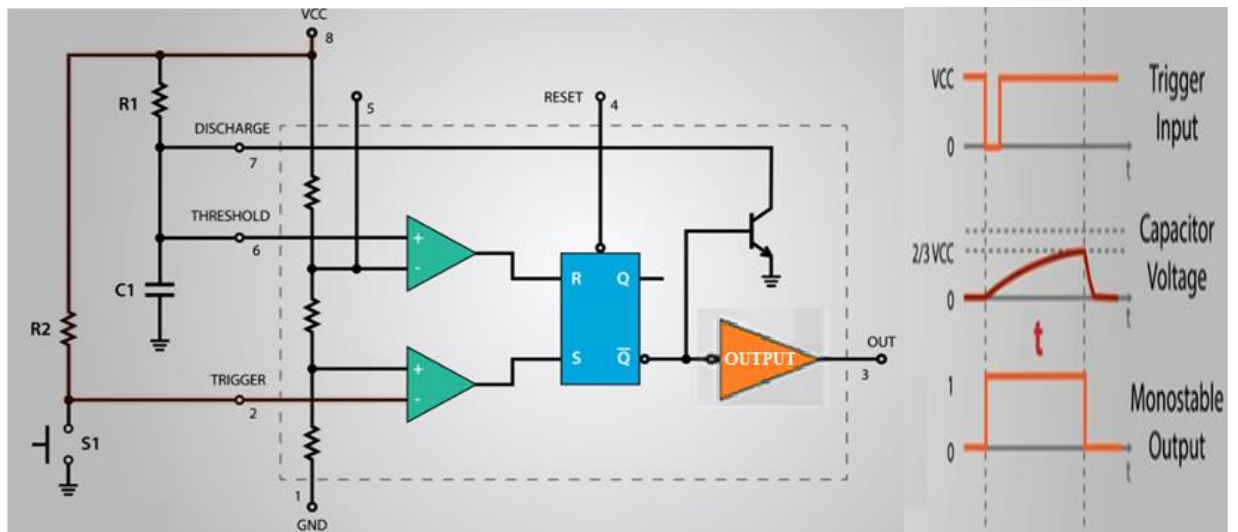 VCC
8
R1
5
RESET
4
DISCHARGE
7
THRESHOLD
6
C1
R
Q
R2
S
Q̅
OUTPUT
OUT
3
TRIGGER
2
S1
1
GND
VCC
0
t
Trigger
Input
2/3 VCC
0
t
t
Capacitor
Voltage
1
0
t
Monostable
Output
+
-
+
-